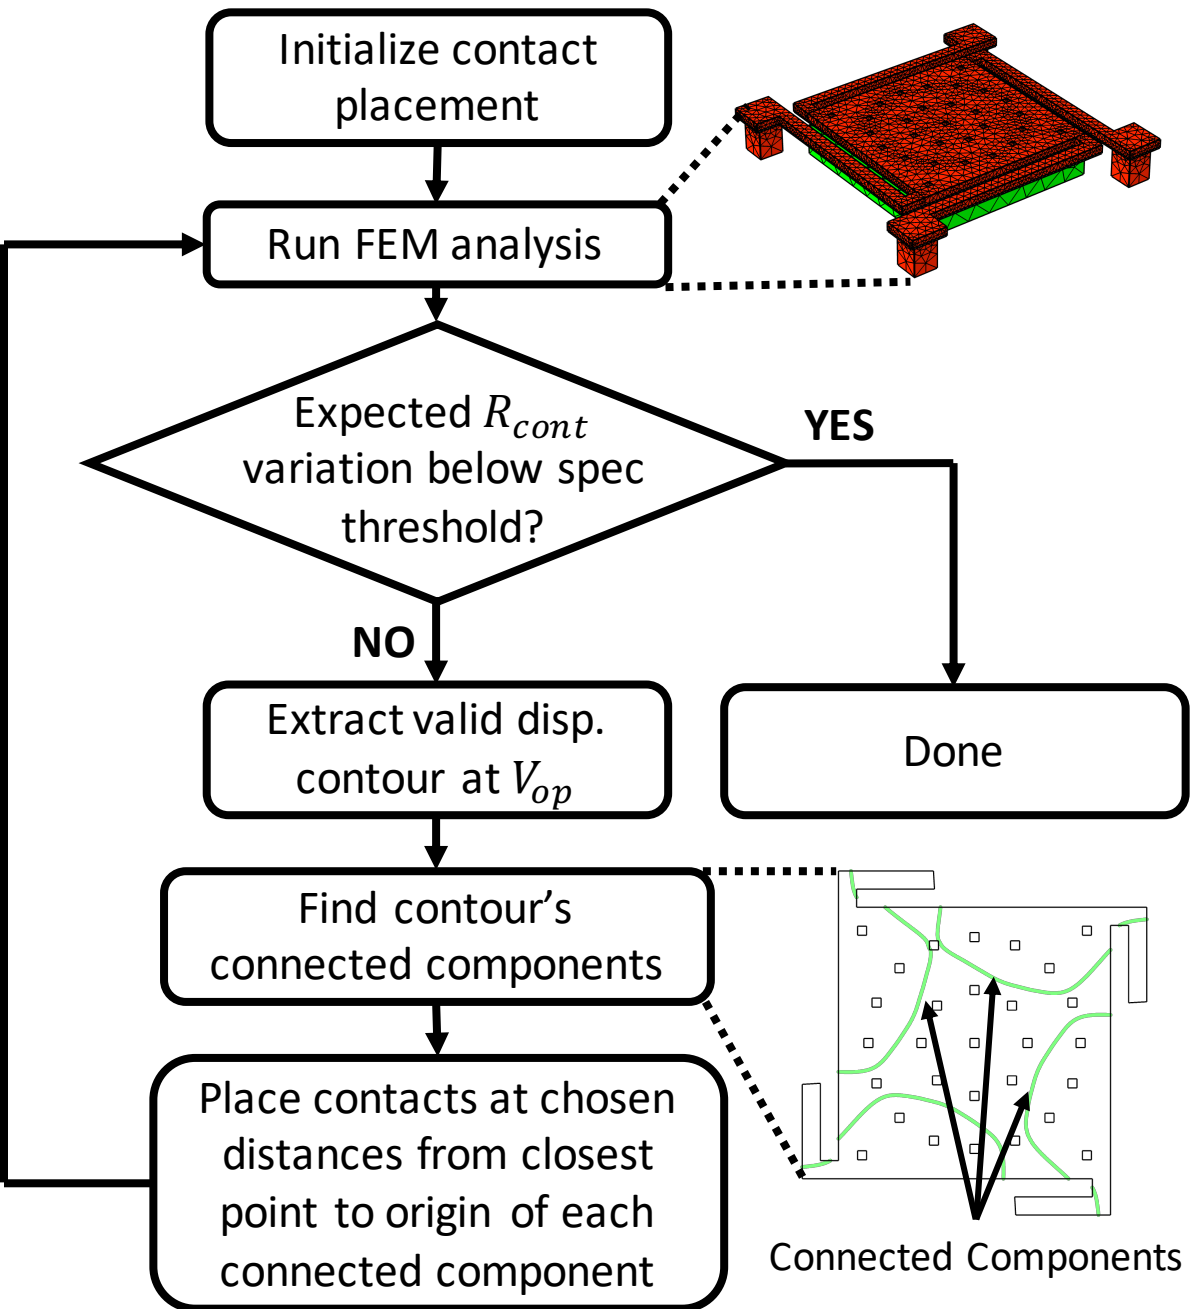 Initialize contact
placement
Run FEM analysis
Expected R_cont
variation below spec
threshold?
YES
NO
Extract valid disp.
contour at V_op
Done
Find contour’s
connected components
Place contacts at chosen
distances from closest
point to origin of each
connected component
Connected Components